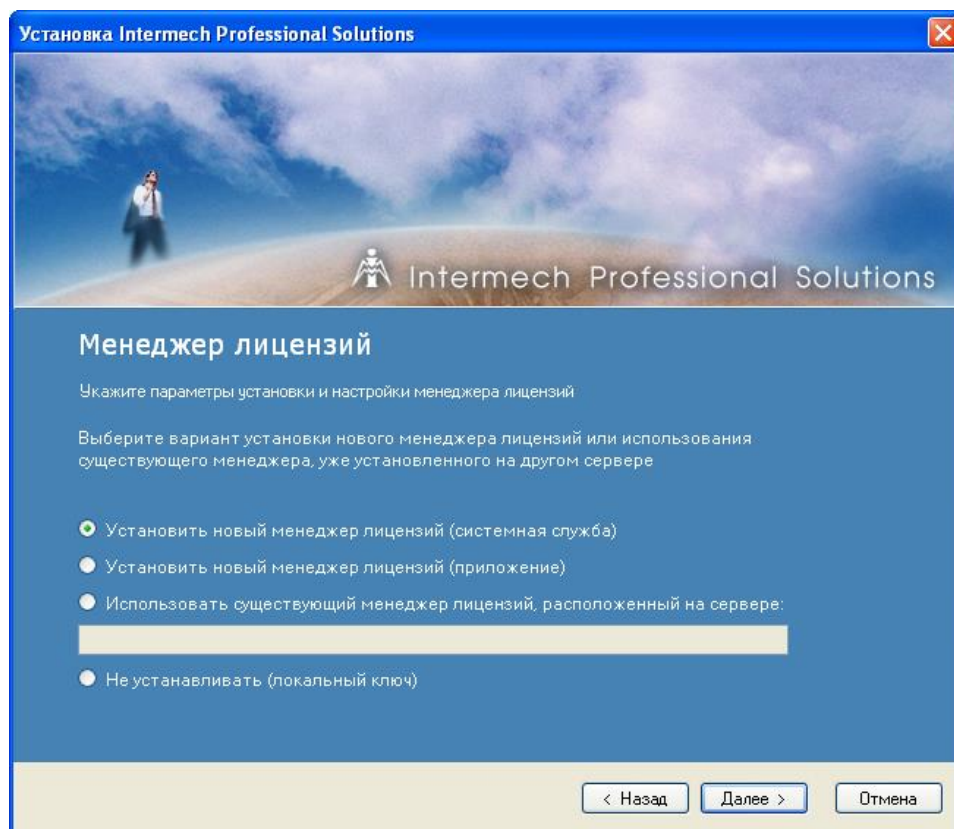 Установка Intermech Professional Solutions
Intermech Professional Solutions
Менеджер лицензий
Укажите параметры установки и настройки менеджера лицензий
Выберите вариант установки нового менеджера лицензий или использования
существующего менеджера, уже установленного на другом сервере
Установить новый менеджер лицензий (системная служба)
Установить новый менеджер лицензий (приложение)
Использовать существующий менеджер лицензий, расположенный на сервере:
Не устанавливать (локальный ключ)
< Назад
Далее >
Отмена